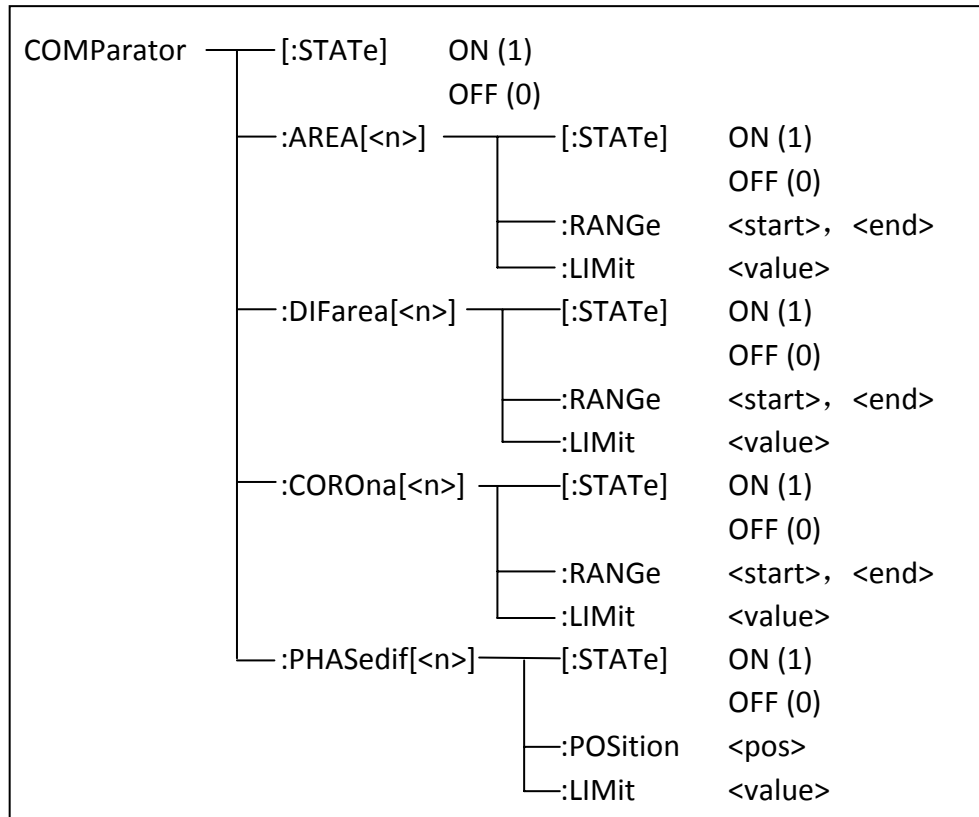 COMParator [:STATe] ON (1)
OFF (0)
:AREA[<n>] [:STATe] ON (1)
OFF (0)
:RANGe <start>，<end>
:LIMit <value>
:DIFarea[<n>] [:STATe] ON (1)
OFF (0)
:RANGe <start>，<end>
:LIMit <value>
:COROna[<n>] [:STATe] ON (1)
OFF (0)
:RANGe <start>，<end>
:LIMit <value>
:PHASedif[<n>] [:STATe] ON (1)
OFF (0)
:POSition <pos>
:LIMit <value>